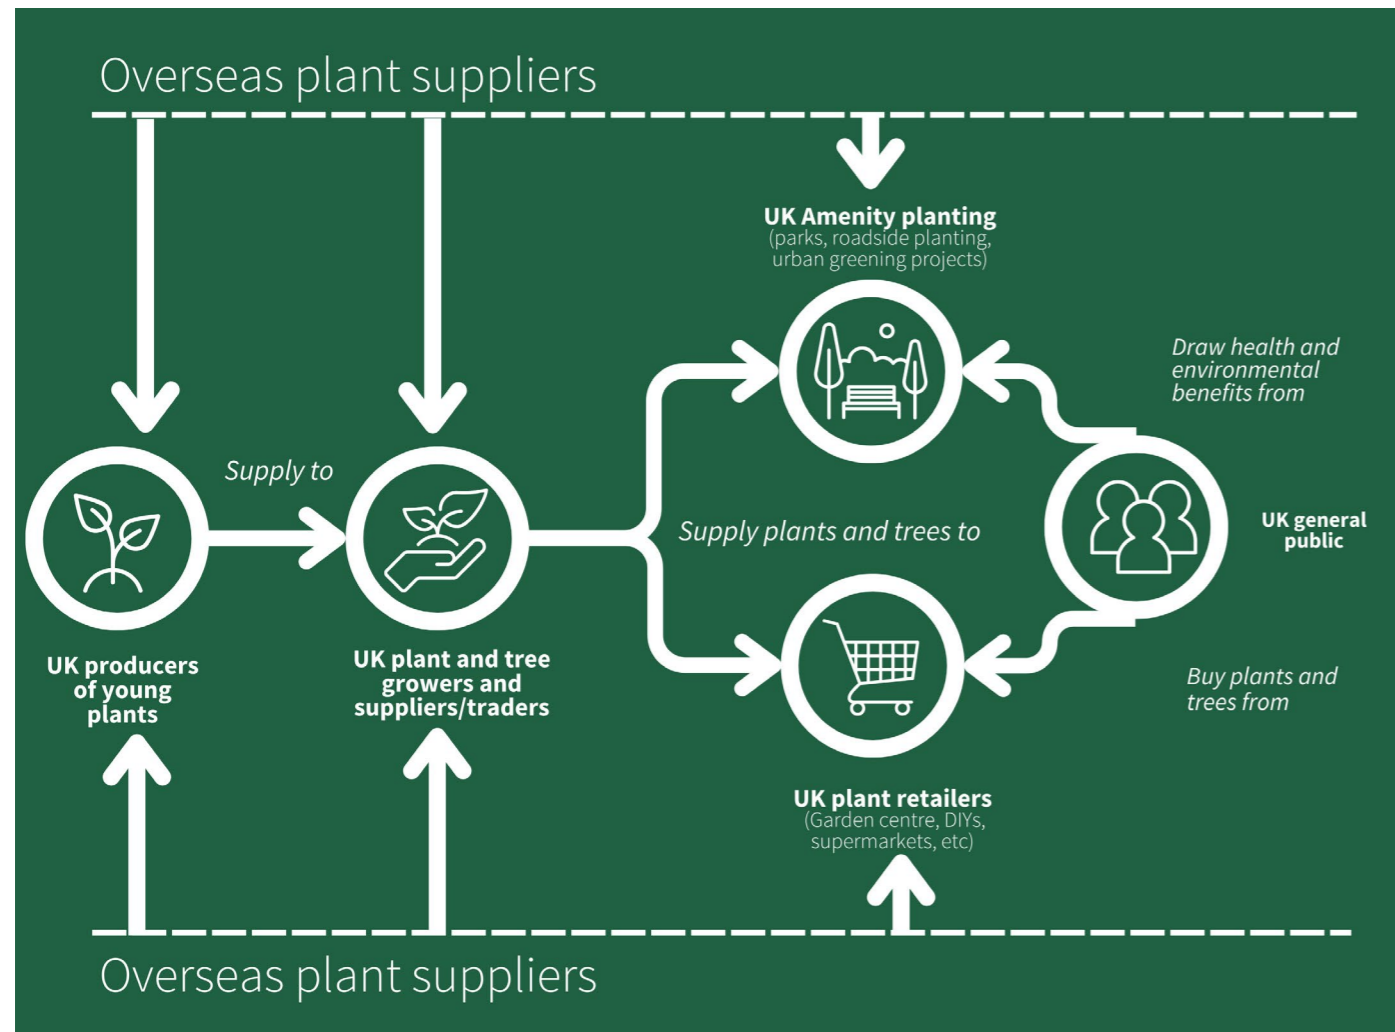 Overseas plant suppliers
UK Amenity planting
(parks, roadside planting,
urban greening projects)
Draw health and
environmental
benefits from
Supply to
Supply plants and trees to
UK general
public
UK producers
of young
plants
UK plant and tree
growers and
suppliers/traders
Buy plants and
trees from
UK plant retailers
(Garden centre, DIYs,
supermarkets, etc)
Overseas plant suppliers